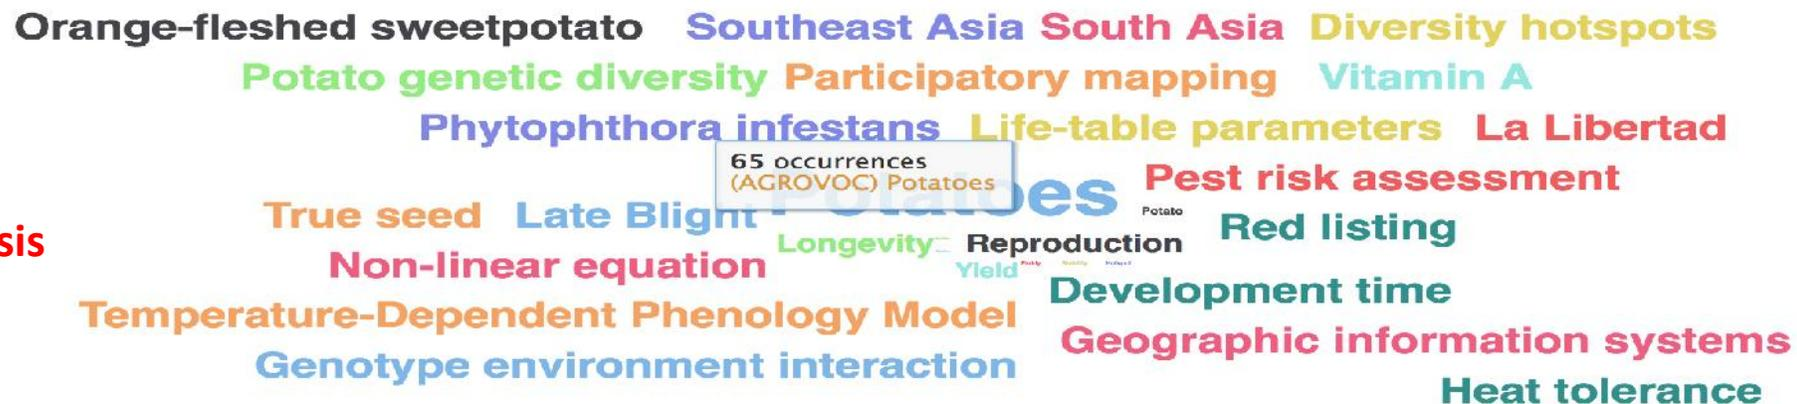 Orange-fleshed sweetpotato Southeast Asia South Asia Diversity hotspots
Potato genetic diversity Participatory mapping Vitamin A
Phytophthora infestans Life-table parameters La Libertad
65 occurrences
(AGROVOC) Potatoes
Potatoes Pest risk assessment
True seed Late Blight Potato Red listing
sis
Longevity Reproduction
Non-linear equation Yield
Development time
Temperature-Dependent Phenology Model
Geographic information systems
Genotype environment interaction
Heat tolerance